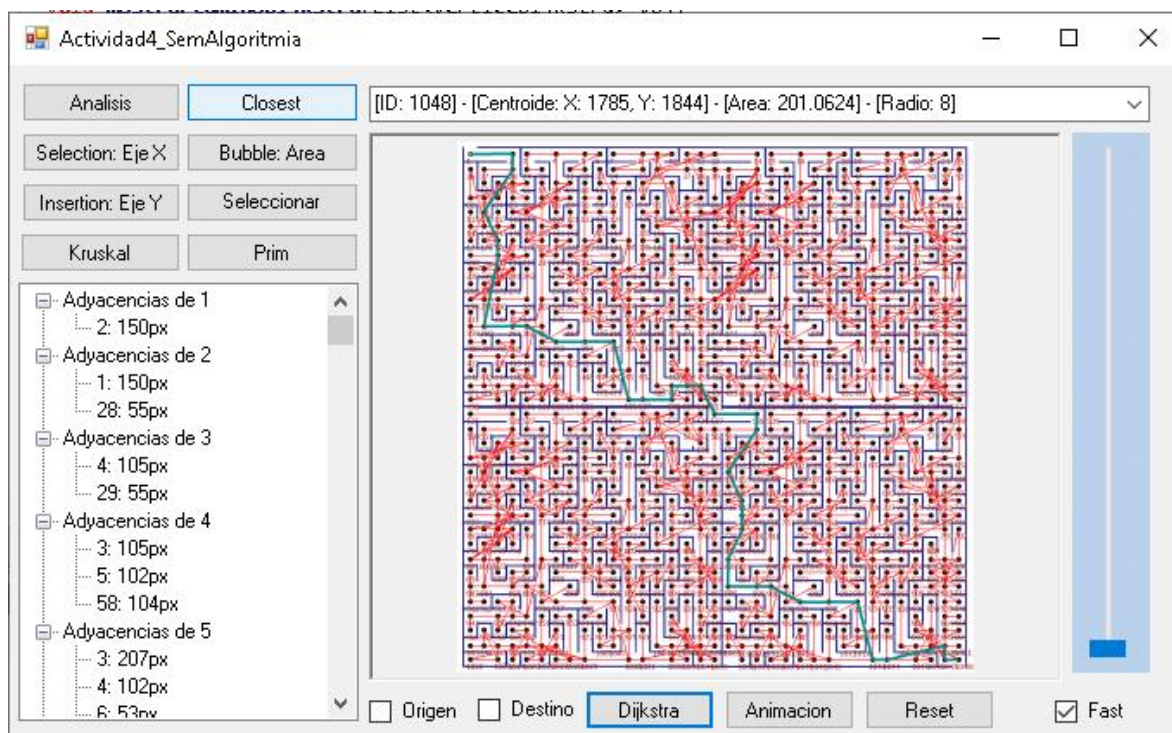 Actividad4_SemAlgoritmia
Analisis
Closest
[ID: 1048] - [Centroide: X: 1785, Y: 1844] - [Area: 201.0624] - [Radio: 8]
Selection: Eje X
Bubble: Area
Insertion: Eje Y
Seleccionar
Kruskal
Prim
Adyacencias de 1
2: 150px
Adyacencias de 2
1: 150px
28: 55px
Adyacencias de 3
4: 105px
29: 55px
Adyacencias de 4
3: 105px
5: 102px
58: 104px
Adyacencias de 5
3: 207px
4: 102px
6: 53px
Origen
Destino
Dijkstra
Animacion
Reset
Fast